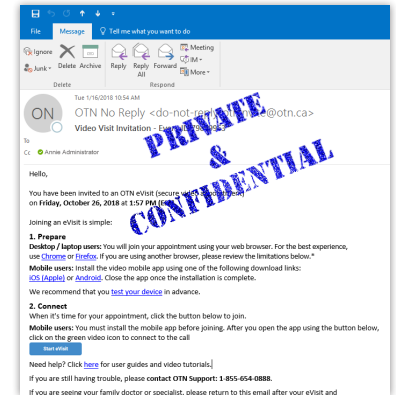 File Message Tell me what you want to do
Ignore
Junk
Delete Archive
Reply Reply All Forward
Meeting
IM
More
Delete Respond
Tue 1/16/2018 10:54 AM
ON
OTN No Reply <do-not-reply @otn.ca>
Video Visit Invitation -
To
Cc Annie Administrator
PRIVATE
&
CONFIDENTIAL
Hello,
You have been invited to an OTN eVisit (secure video appointment)
on Friday, October 26, 2018 at 1:57 PM
Joining an eVisit is simple:
1. Prepare
Desktop / laptop users: You will join your appointment using your web browser. For the best experience,
use Chrome or Firefox. If you are using another browser, please review the limitations below.*
Mobile users: Install the video mobile app using one of the following download links:
iOS (Apple) or Android. Close the app once the installation is complete.
We recommend that you test your device in advance.
2. Connect
When it's time for your appointment, click the button below to join.
Mobile users: You must install the mobile app before joining. After you open the app using the button below,
click on the green video icon to connect to the call
Start eVisit
Need help? Click here for user guides and video tutorials.
If you are still having trouble, please contact OTN Support: 1-855-654-0888.
If you are seeing your family doctor or specialist, please return to this email after your eVisit and